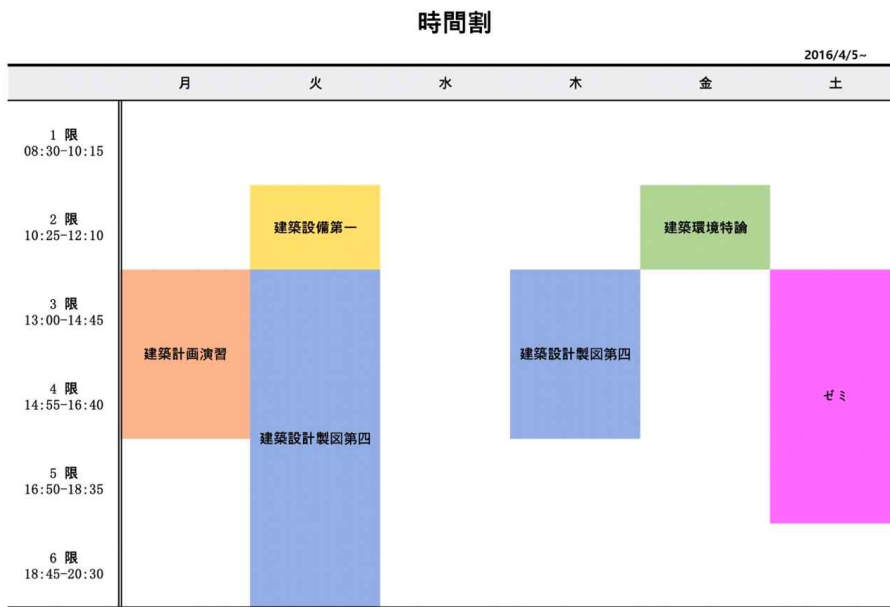 時間割
2016/4/5~
月 火 水 木 金 土
1 限
08:30-10:15
2 限
10:25-12:10
建築設備第一
建築環境特論
3 限
13:00-14:45
建築計画演習
建築設計製図第四
4 限
14:55-16:40
ゼミ
建築設計製図第四
5 限
16:50-18:35
6 限
18:45-20:30